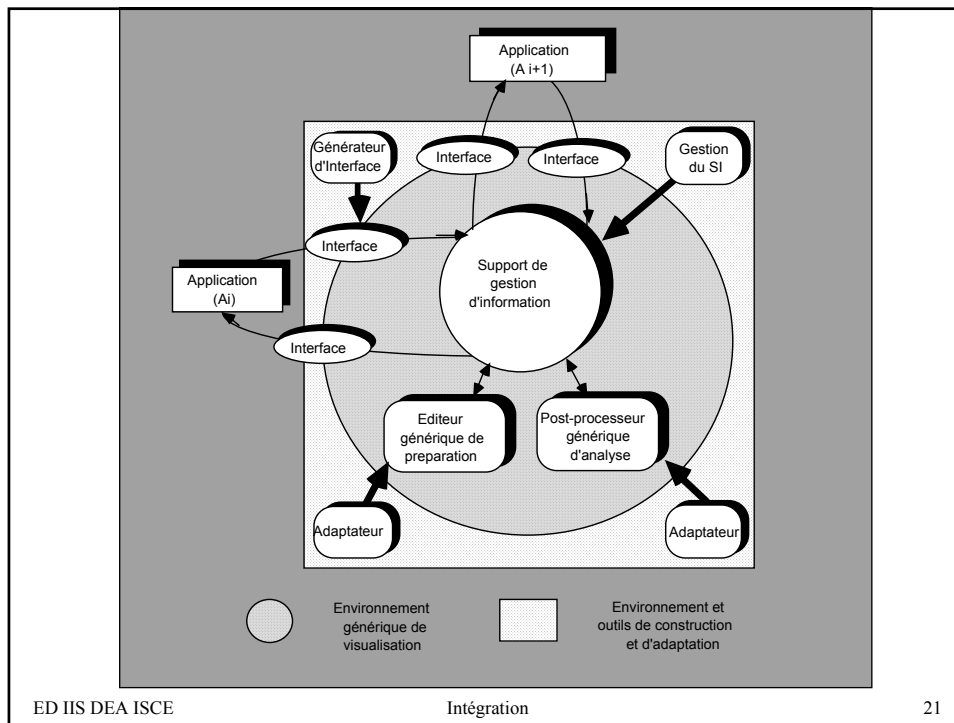 Application
(A i+1)
Générateur
d'Interface
Interface
Interface
Gestion
du SI
Interface
Support de
gestion
d'information
Application
(Ai)
Interface
Editeur
générique de
preparation
Post-processeur
générique
d'analyse
Adaptateur
Adaptateur
Environnement
générique de
visualisation
Environnement et
outils de construction
et d'adaptation
ED IIS DEA ISCE
Intégration
21